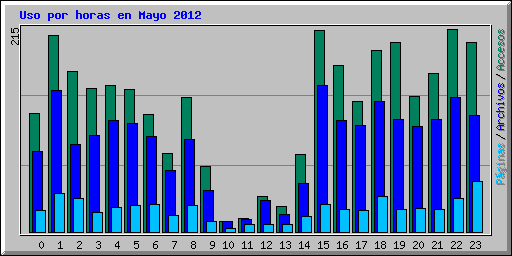 Uso por horas en Mayo 2012
215
Páginas / Archivos / Accesos
0 1 2 3 4 5 6 7 8 9 10 11 12 13 14 15 16 17 18 19 20 21 22 23